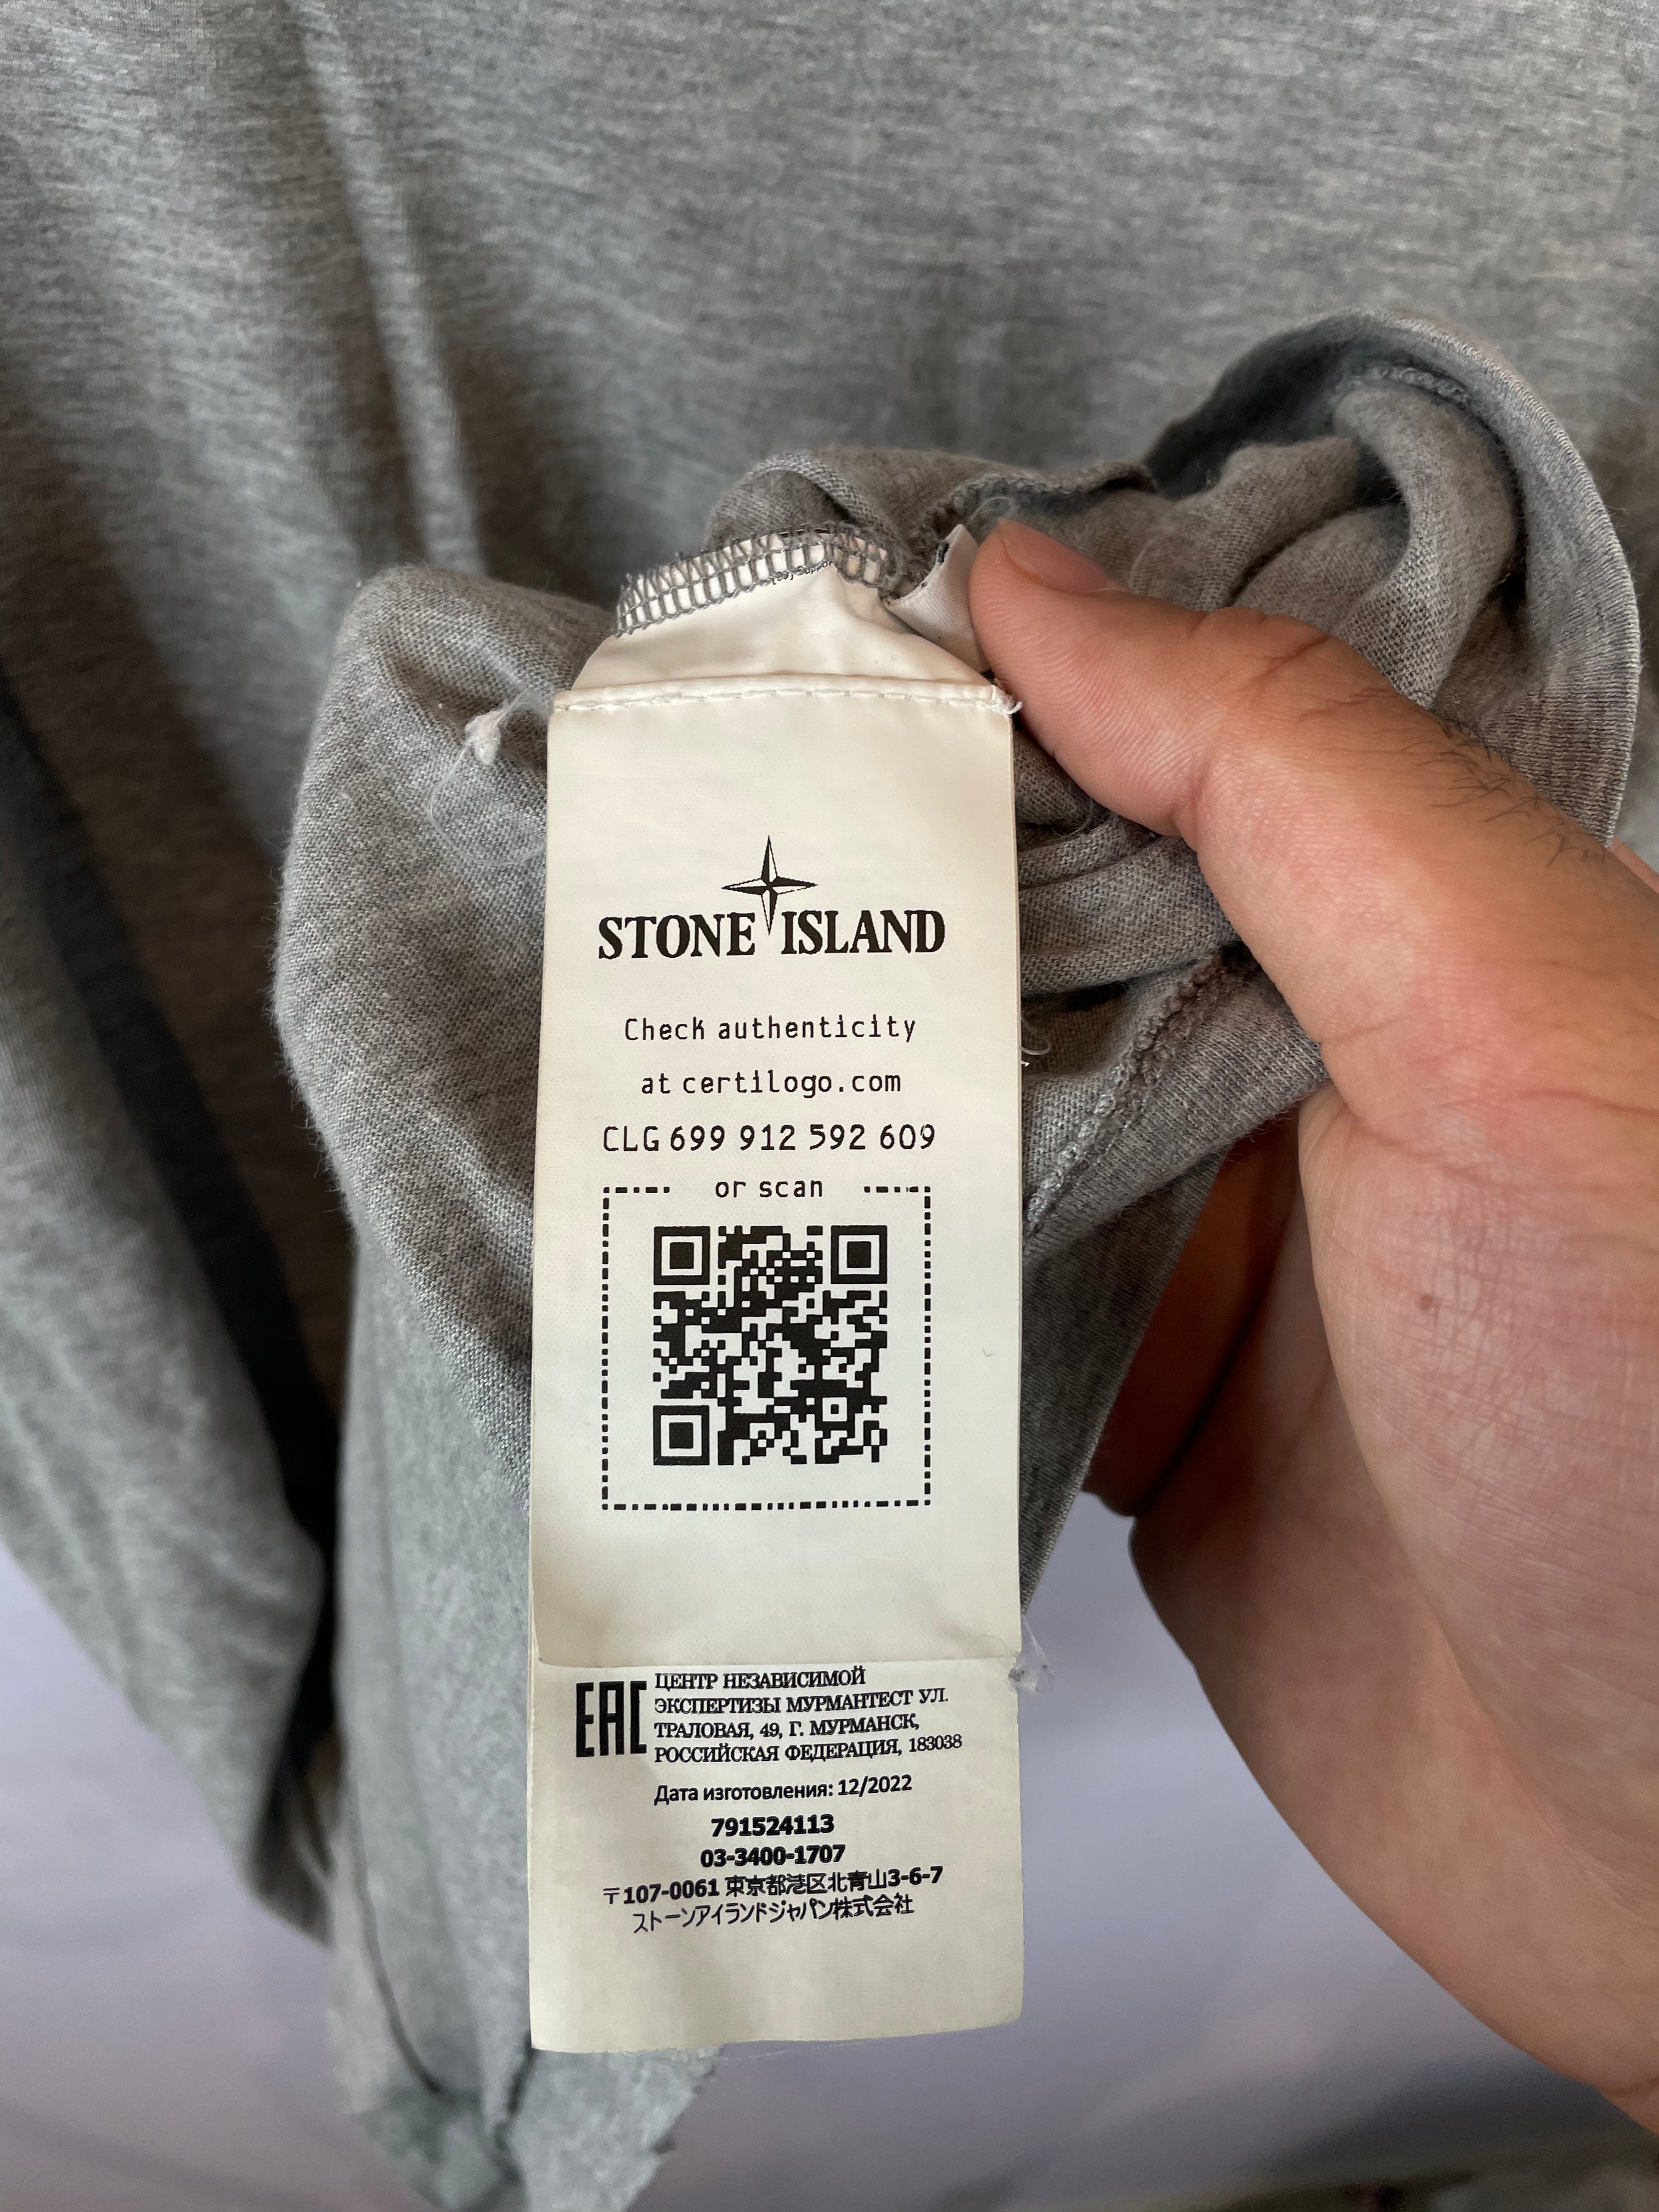 STONE ISLAND
Check authenticity
at certilogo.com
CLG 699 912 592 609
or scan
EAC
ЦЕНТР НЕЗАВИСИМОЙ
ЭКСПЕРТИЗЫ МУРМАНТЕСТ УЛ.
ТРАЛОВАЯ, 49, Г. МУРМАНСК,
РОССИЙСКАЯ ФЕДЕРАЦИЯ, 183038
Дата изготовления: 12/2022
791524113
03-3400-1707
〒107-0061 東京都港区北青山3-6-7
ストーンアイランドジャパン株式会社